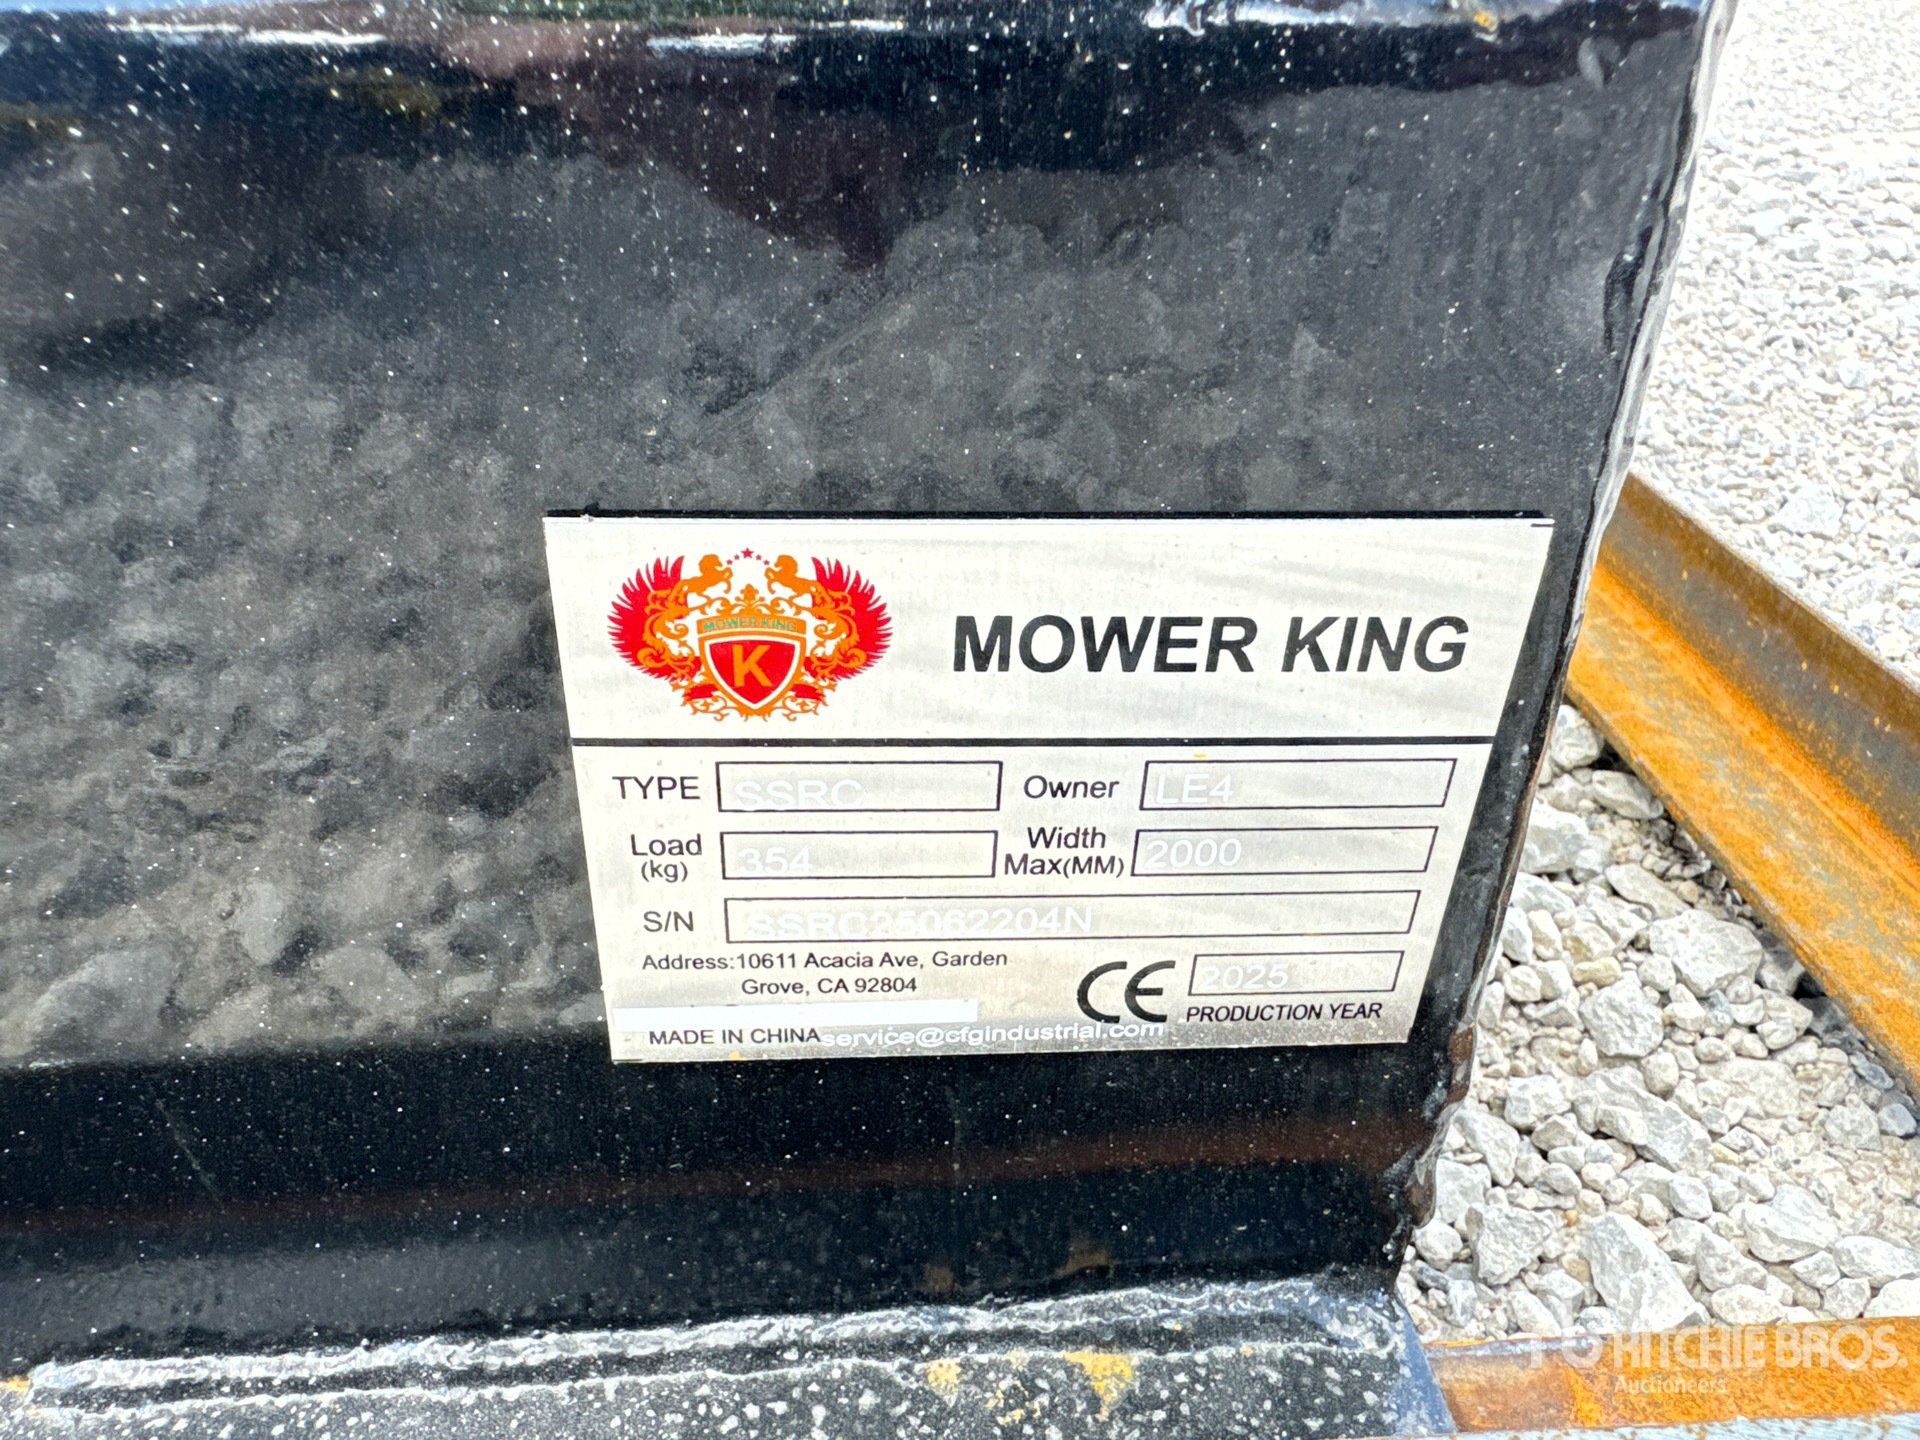 MOWER KING
K
MOWER KING
TYPE SSRC Owner LE4
Load (kg) 354 Width Max(MM) 2000
S/N SSRC25062204N
Address:10611 Acacia Ave, Garden
Grove, CA 92804
CE 2025
PRODUCTION YEAR
MADE IN CHINA service@cfgindustrial.com
RITCHIE BROS.
Auctioneers